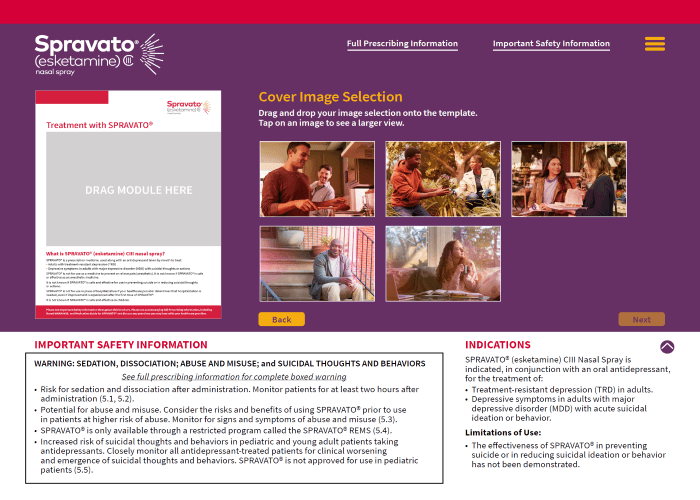 Spravato®
(esketamine) CIII
nasal spray
Full Prescribing Information
Important Safety Information
Spravato®
(esketamine) CIII
Treatment with SPRAVATO®
DRAG MODULE HERE
What is SPRAVATO® (esketamine) CIII nasal spray?
Cover Image Selection
Drag and drop your image selection onto the template.
Tap on an image to see a larger view.
Back
Next
IMPORTANT SAFETY INFORMATION
WARNING: SEDATION, DISSOCIATION; ABUSE AND MISUSE; and SUICIDAL THOUGHTS AND BEHAVIORS
See full prescribing information for complete boxed warning
• Risk for sedation and dissociation after administration. Monitor patients for at least two hours after
administration (5.1, 5.2).
• Potential for abuse and misuse. Consider the risks and benefits of using SPRAVATO® prior to use
in patients at higher risk of abuse. Monitor for signs and symptoms of abuse and misuse (5.3).
• SPRAVATO® is only available through a restricted program called the SPRAVATO® REMS (5.4).
• Increased risk of suicidal thoughts and behaviors in pediatric and young adult patients taking
antidepressants. Closely monitor all antidepressant-treated patients for clinical worsening
and emergence of suicidal thoughts and behaviors. SPRAVATO® is not approved for use in pediatric
patients (5.5).
INDICATIONS
SPRAVATO® (esketamine) CIII Nasal Spray is
indicated, in conjunction with an oral antidepressant,
for the treatment of:
• Treatment-resistant depression (TRD) in adults.
• Depressive symptoms in adults with major
depressive disorder (MDD) with acute suicidal
ideation or behavior.
Limitations of Use:
• The effectiveness of SPRAVATO® in preventing
suicide or in reducing suicidal ideation or behavior
has not been demonstrated.